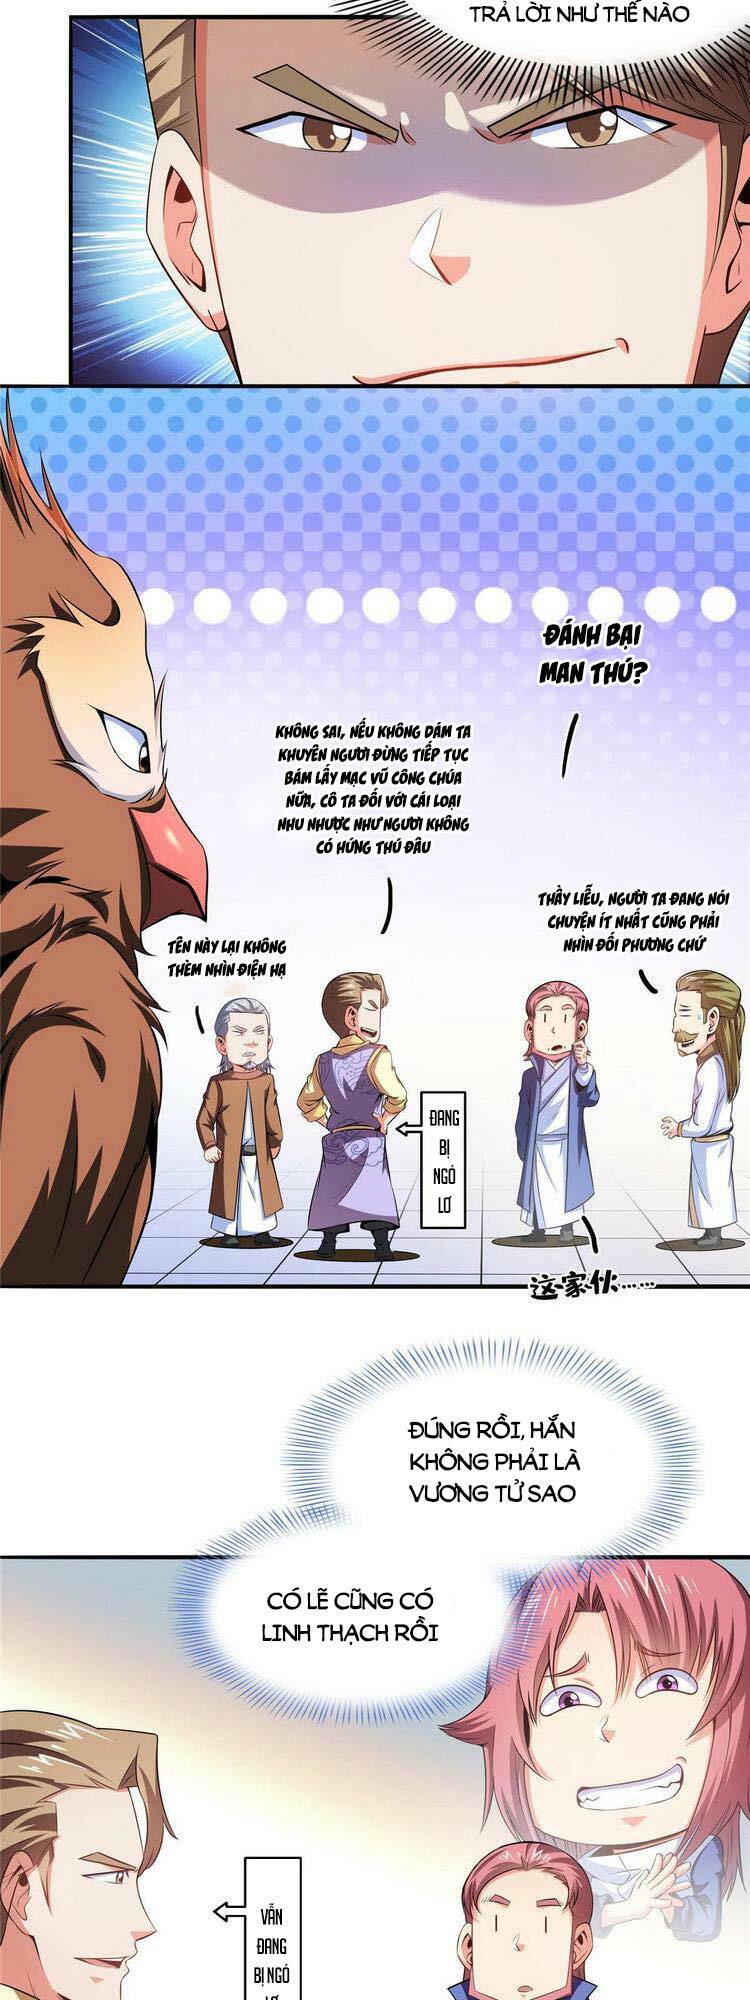 TRẢ LỜI NHƯ THẾ NÀO
ĐÁNH BẠI
MAN THÚ?
KHÔNG SAI, NẾU KHÔNG DÁM TA
KHUYÊN NGƯƠI ĐỪNG TIẾP TỤC
BÁM LẤY MẠC VŨ CÔNG CHÚA
NỮA, CÔ TA ĐỐI VỚI CÁI LOẠI
NHU NHƯỢC NHƯ NGƯƠI KHÔNG
CÓ HỨNG THÚ ĐÂU
THẦY LIỄU, NGƯỜI TA ĐANG NÓI
CHUYỆN ÍT NHẤT CŨNG PHẢI
NHÌN ĐỐI PHƯƠNG CHỨ
TÊN NÀY LẠI KHÔNG
THÈM NHÌN ĐIỆN HẠ
ĐANG
BỊ
NGÓ
LƠ
这家伙……
ĐÚNG RỒI, HẮN
KHÔNG PHẢI LÀ
VƯƠNG TỬ SAO
CÓ LẼ CŨNG CÓ
LINH THẠCH RỒI
VẪN
ĐANG
BỊ NGÓ